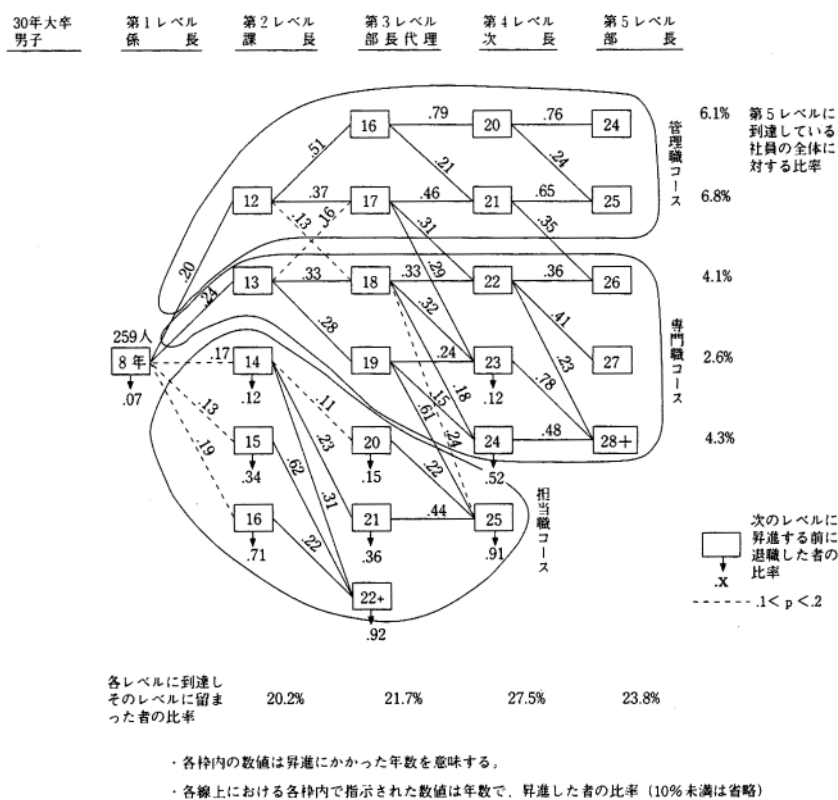 30年大卒
男子
第1レベル
係長
第2レベル
課長
第3レベル
部長代理
第4レベル
次長
第5レベル
部長
16
.79
20
.76
24
6.1%
第5レベルに
到達している
社員の全体に
対する比率
管理職コース
.51
.21
.24
12
.37
17
.46
21
.65
25
6.8%
.13
.16
.31
.35
.20
.29
13
.33
18
.33
22
.36
26
4.1%
.24
.28
.32
.41
259人
8年
.07
.17
14
.12
19
.24
23
.12
27
2.6%
専門職コース
.18
.23
.13
.11
.15
.78
.19
.23
.61
.24
15
.34
20
.15
24
.52
.48
28+
4.3%
.62
.31
.22
16
.71
21
.36
.44
25
.91
担当職コース
.22
22+
.92
次のレベルに
昇進する前に
退職した者の
比率
.x
.1< p <.2
各レベルに到達し
そのレベルに留ま
った者の比率
20.2%
21.7%
27.5%
23.8%
・各枠内の数値は昇進にかかった年数を意味する。
・各線上における各枠内で指示された数値は年数で、昇進した者の比率(10%未満は省略)